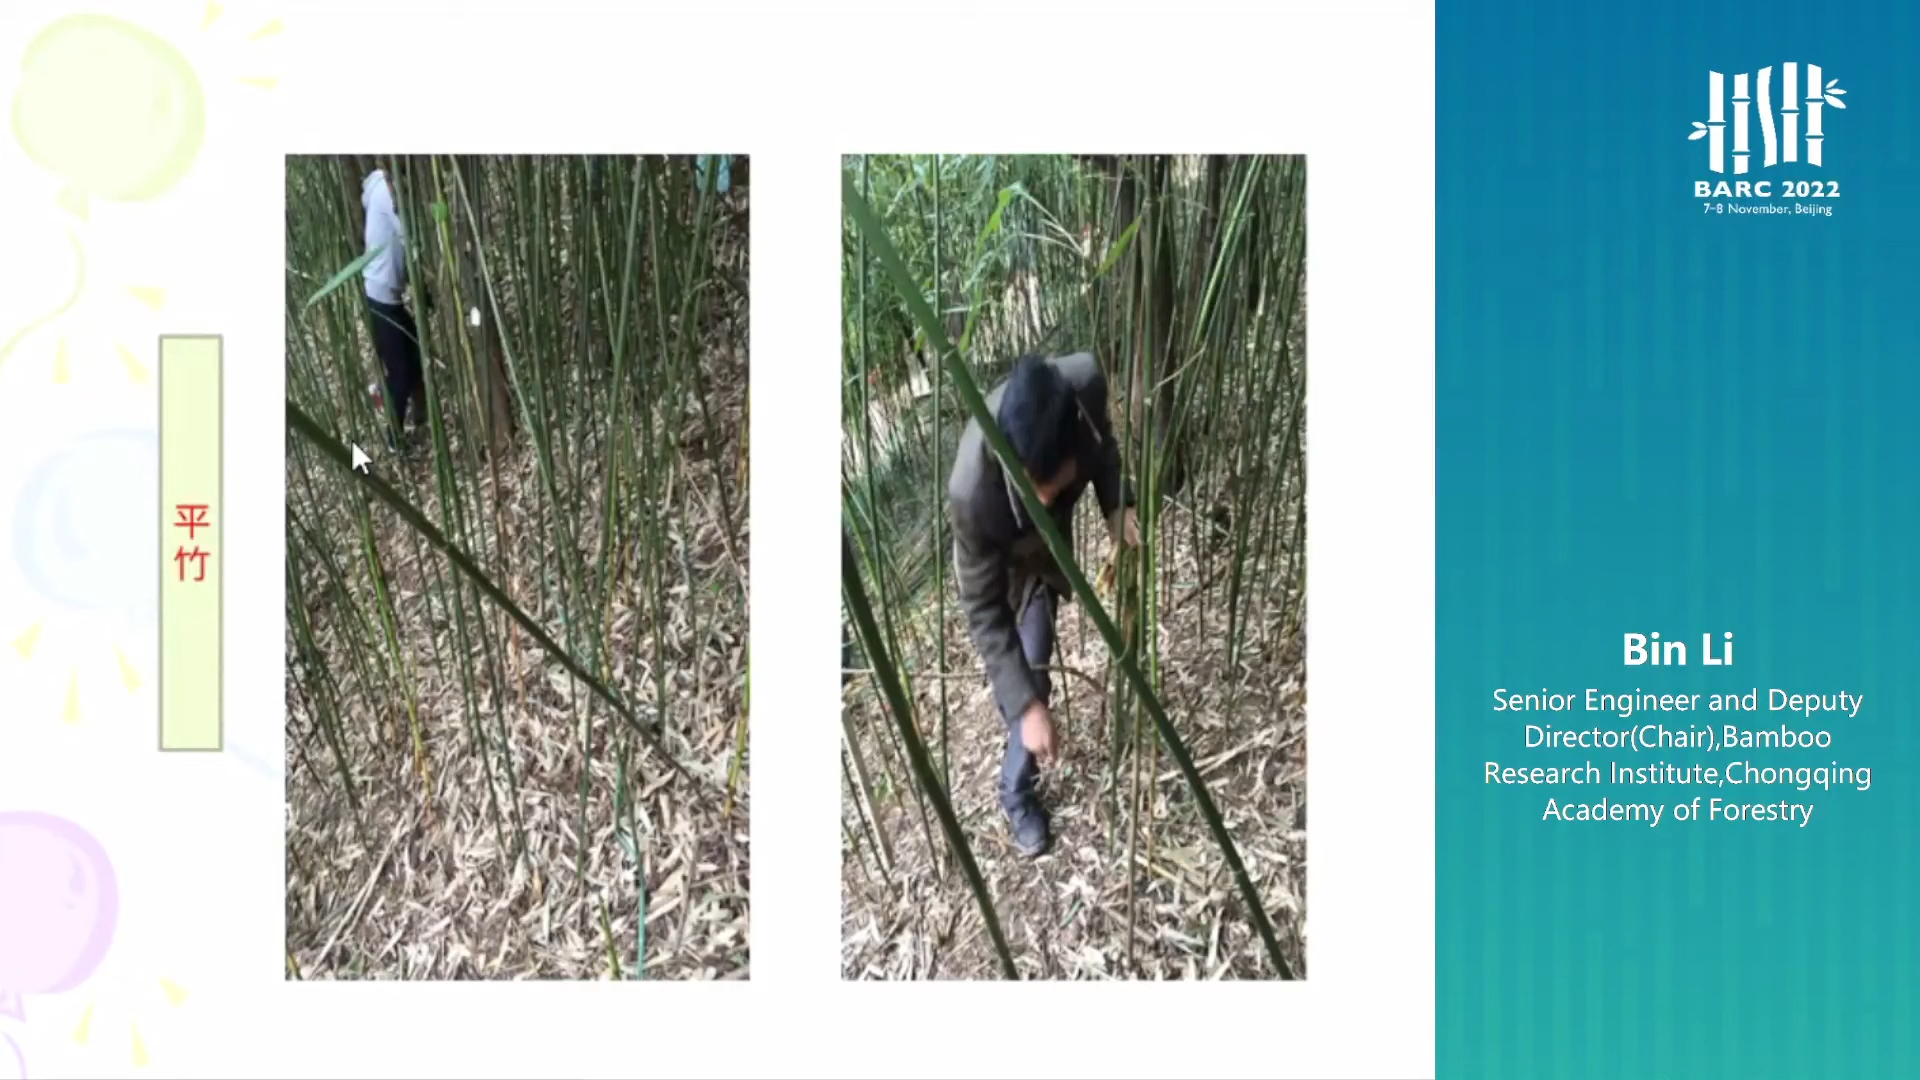 平
竹
BARC 2022
7-8 November, Beijing
Bin Li
Senior Engineer and Deputy
Director(Chair),Bamboo
Research Institute,Chongqing
Academy of Forestry